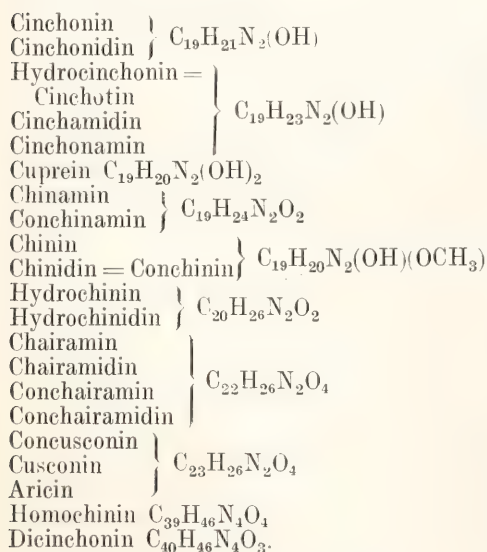 Cinchonin
Cinchonidin } C₁₉H₂₁N₂(OH)
Hydrocinchonin =
Cinchotin
Cinchamidin
Cinchonamin } C₁₉H₂₃N₂(OH)
Cuprein C₁₉H₂₀N₂(OH)₂
Chinamin
Conchinamin } C₁₉H₂₄N₂O₂
Chinin
Chinidin = Conchinin } C₁₉H₂₀N₂(OH)(OCH₃)
Hydrochinin
Hydrochinidin } C₂₀H₂₆N₂O₂
Chairamin
Chairamidin
Conchairamin
Conchairamidin } C₂₂H₂₆N₂O₄
Concusconin
Cusconin
Aricin } C₂₃H₂₆N₂O₄
Homochinin C₃₉H₄₆N₄O₄
Dicinchonin C₄₀H₄₆N₄O₃.